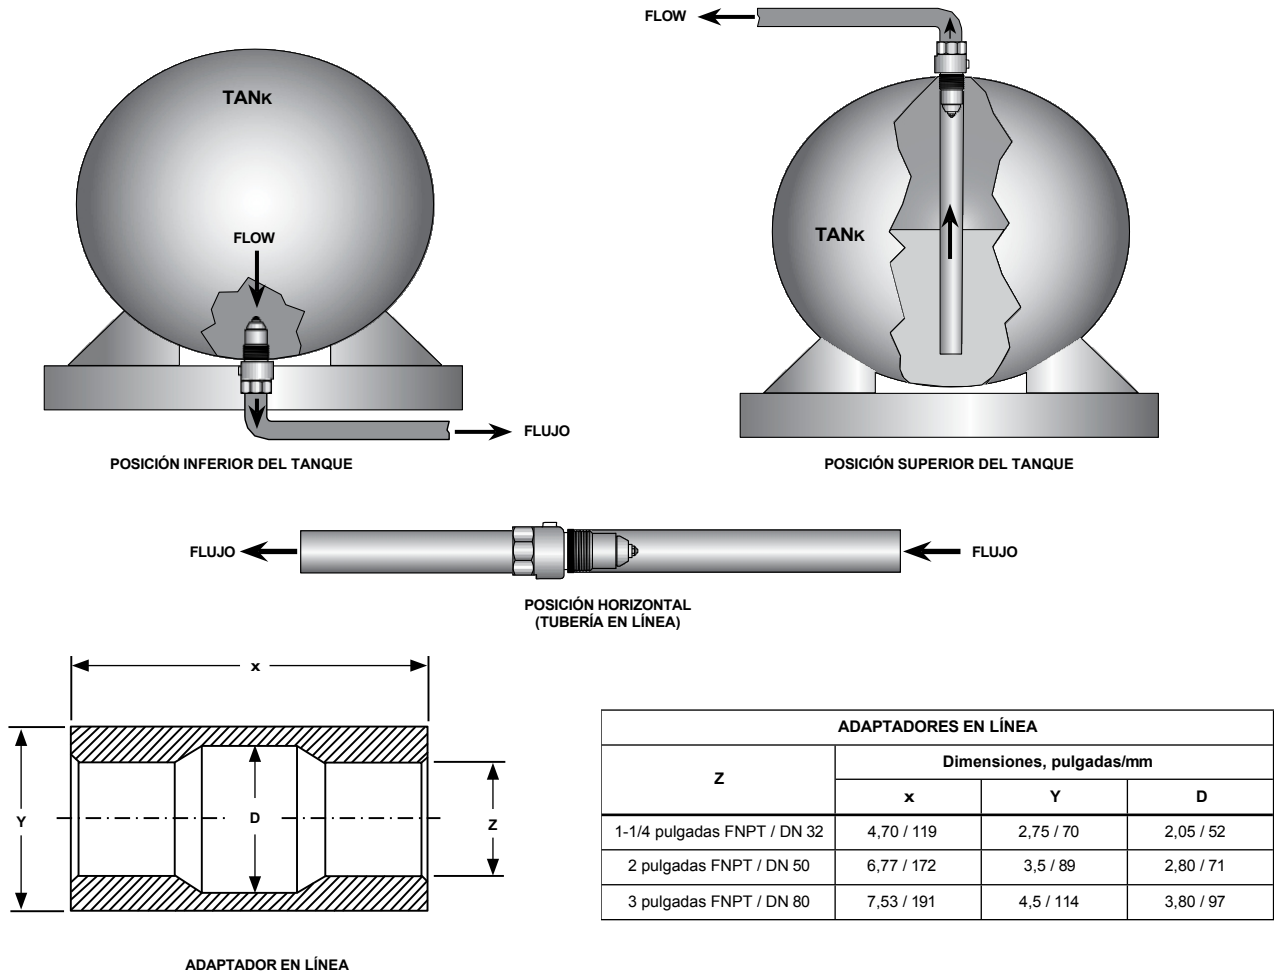 FLOW
TANK
FLOW
FLUJO
POSICIÓN INFERIOR DEL TANQUE
TANK
POSICIÓN SUPERIOR DEL TANQUE
FLUJO
FLUJO
POSICIÓN HORIZONTAL
(TUBERÍA EN LÍNEA)
x
Y
D
Z
ADAPTADOR EN LÍNEA
ADAPTADORES EN LÍNEA
Z
Dimensiones, pulgadas/mm
x Y D
1-1/4 pulgadas FNPT / DN 32 4,70 / 119 2,75 / 70 2,05 / 52
2 pulgadas FNPT / DN 50 6,77 / 172 3,5 / 89 2,80 / 71
3 pulgadas FNPT / DN 80 7,53 / 191 4,5 / 114 3,80 / 97